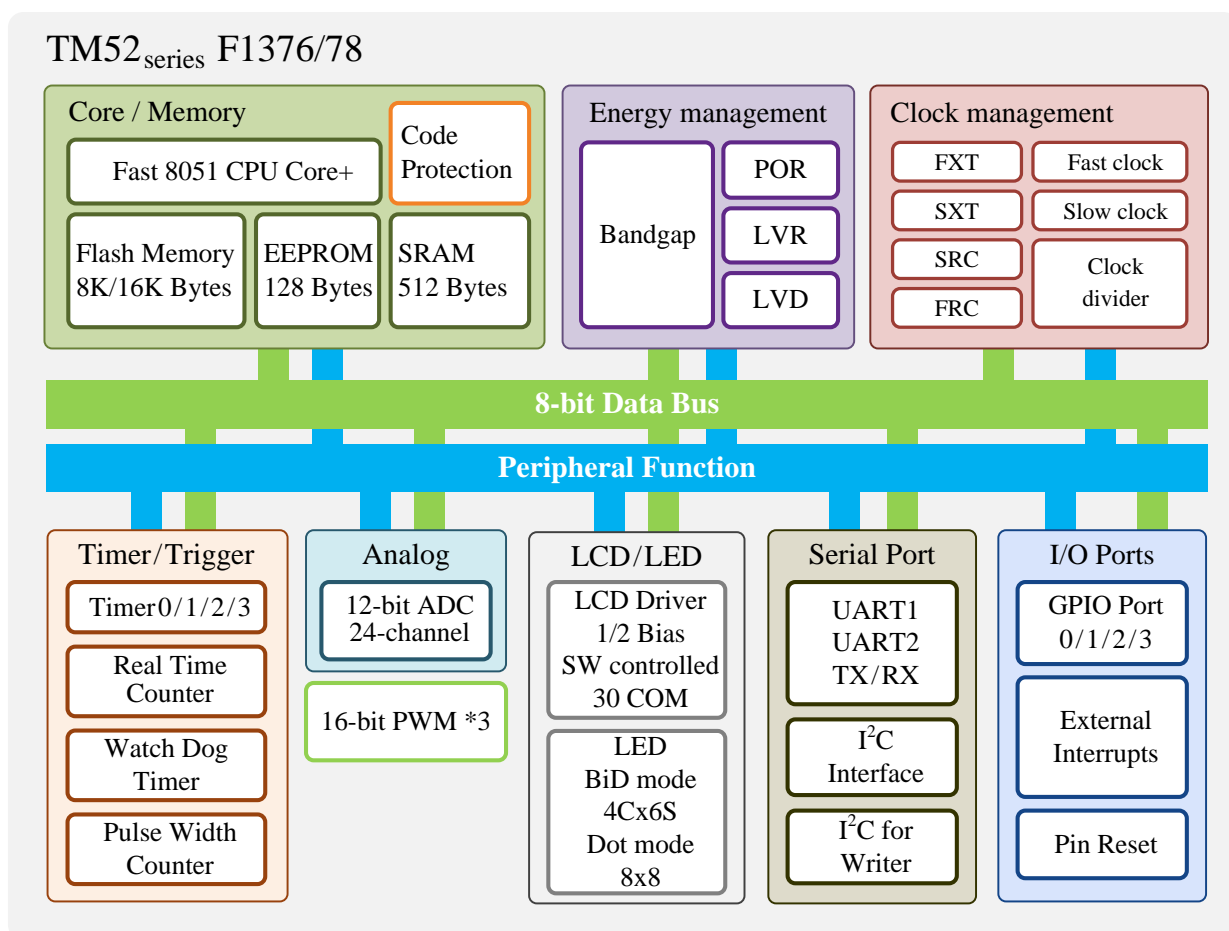 TM52series F1376/78
Core / Memory
Fast 8051 CPU Core+
Code
Protection
Flash Memory
8K/16K Bytes
EEPROM
128 Bytes
SRAM
512 Bytes
Energy management
Bandgap
POR
LVR
LVD
Clock management
FXT
SXT
SRC
FRC
Fast clock
Slow clock
Clock
divider
8-bit Data Bus
Peripheral Function
Timer/Trigger
Timer0/1/2/3
Real Time
Counter
Watch Dog
Timer
Pulse Width
Counter
Analog
12-bit ADC
24-channel
16-bit PWM *3
LCD/LED
LCD Driver
1/2 Bias
SW controlled
30 COM
LED
BiD mode
4Cx6S
Dot mode
8x8
Serial Port
UART1
UART2
TX/RX
I²C
Interface
I²C for
Writer
I/O Ports
GPIO Port
0/1/2/3
External
Interrupts
Pin Reset